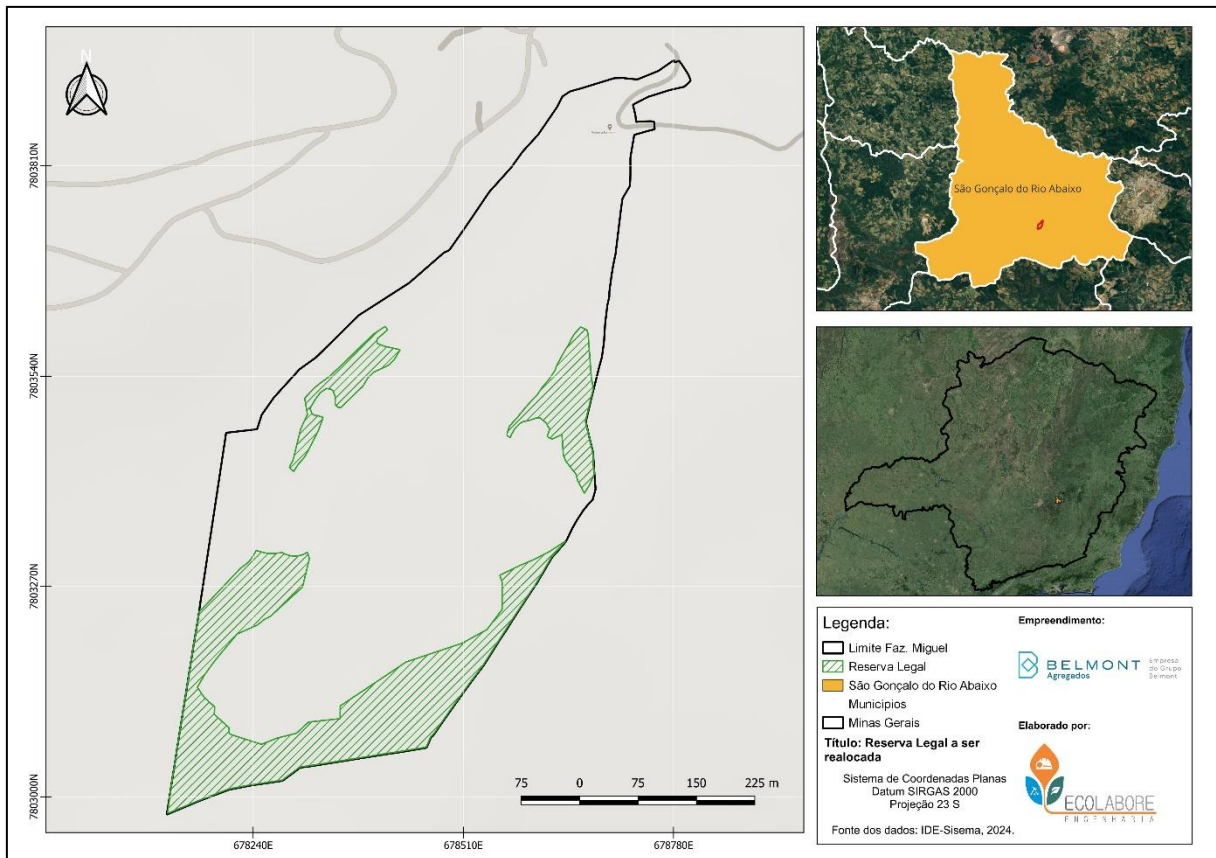 N
7803810N
7803540N
7803270N
7803000N
678240E
678510E
678780E
75 0 75 150 225 m
São Gonçalo do Rio Abaixo
Legenda:
Limite Faz. Miguel
Reserva Legal
São Gonçalo do Rio Abaixo
Municipios
Minas Gerais
Título: Reserva Legal a ser
realocada
Sistema de Coordenadas Planas
Datum SIRGAS 2000
Projeção 23 S
Fonte dos dados: IDE-Sisema, 2024.
Empreendimento:
BELMONT
Agregados
Empresa
do Grupo
Belmont
Elaborado por:
ECOLABORE
ENGENHARIA